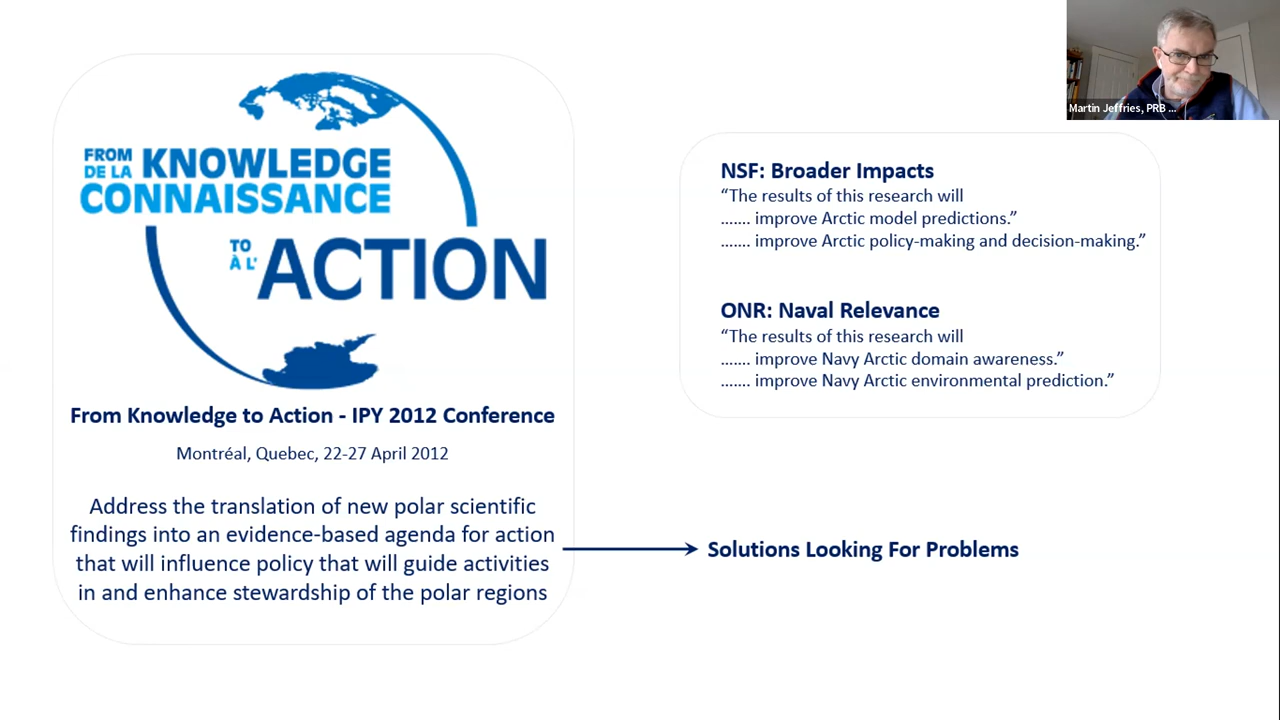 FROM
DE LA
KNOWLEDGE
CONNAISSANCE
TO
À L'
ACTION
From Knowledge to Action - IPY 2012 Conference
Montréal, Quebec, 22-27 April 2012
Address the translation of new polar scientific
findings into an evidence-based agenda for action
that will influence policy that will guide activities
in and enhance stewardship of the polar regions
Martin Jeffries, PRB ...
NSF: Broader Impacts
“The results of this research will
....... improve Arctic model predictions.”
....... improve Arctic policy-making and decision-making.”
ONR: Naval Relevance
“The results of this research will
....... improve Navy Arctic domain awareness.”
....... improve Navy Arctic environmental prediction.”
Solutions Looking For Problems